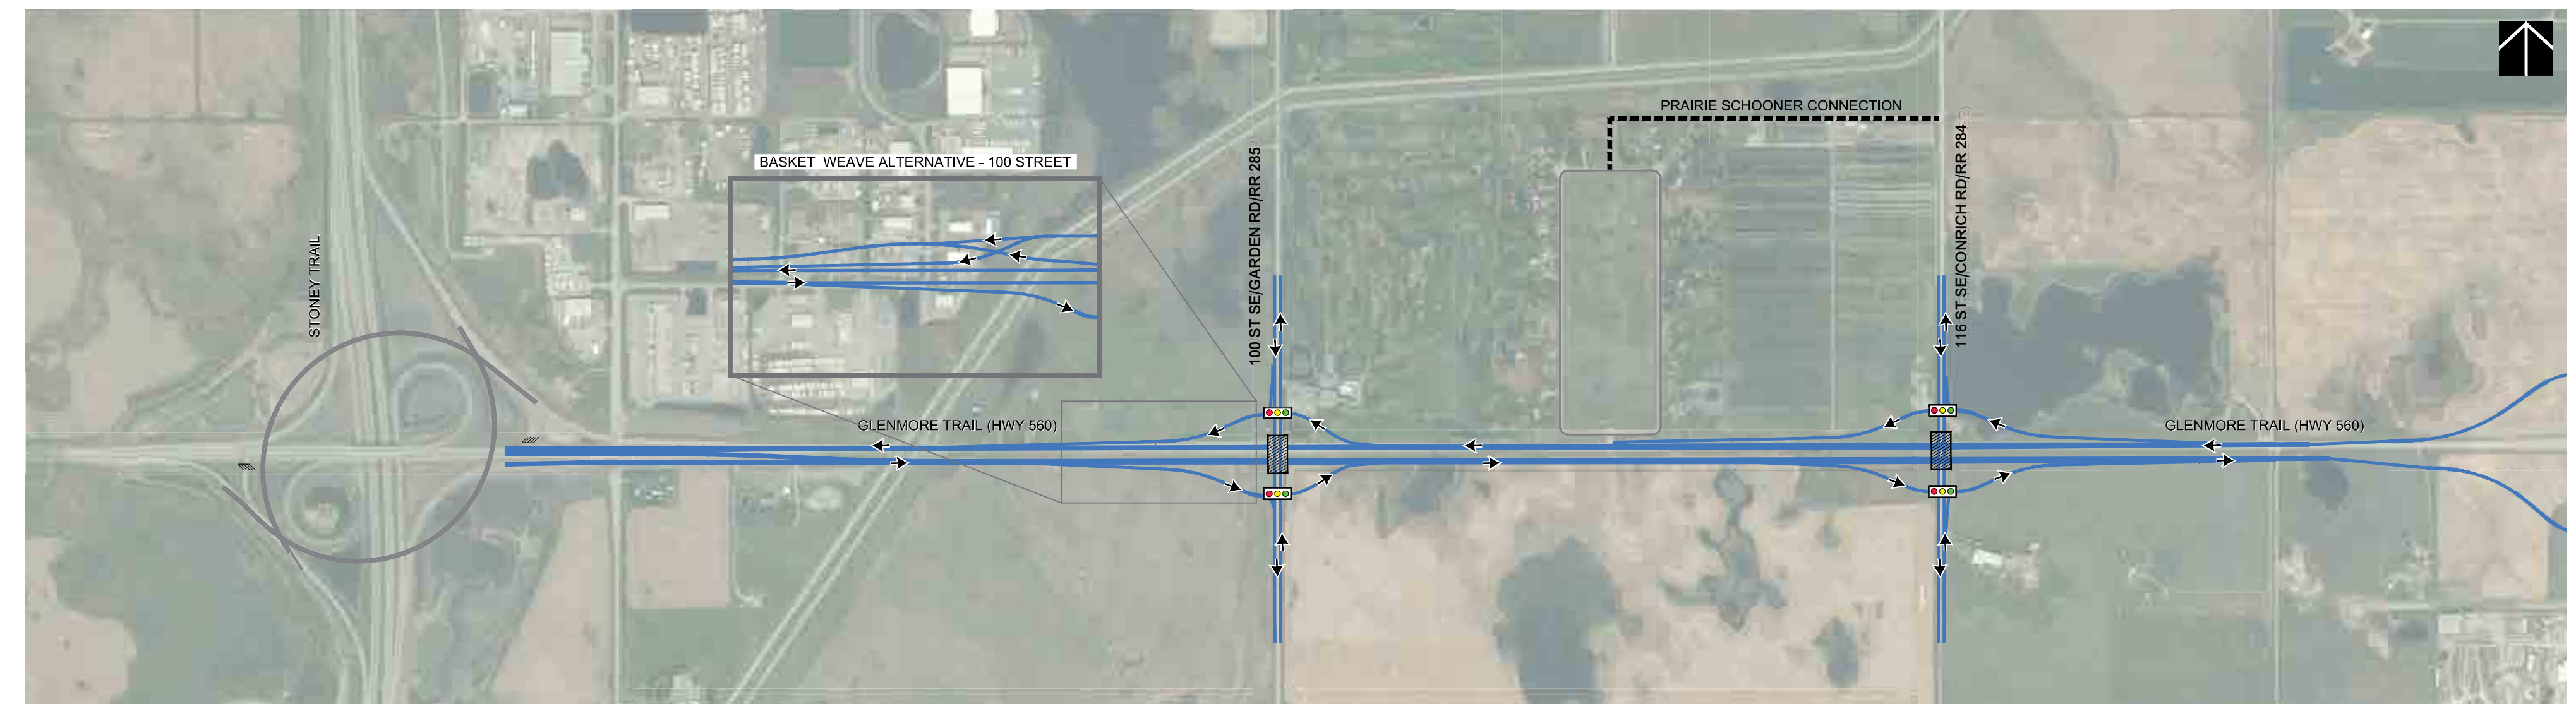 PRAIRIE SCHOONER CONNECTION
BASKET WEAVE ALTERNATIVE - 100 STREET
STONEY TRAIL
100 ST SE/GARDEN RD/RR 285
116 ST SE/CONRICH RD/RR 284
GLENMORE TRAIL (HWY 560)
GLENMORE TRAIL (HWY 560)